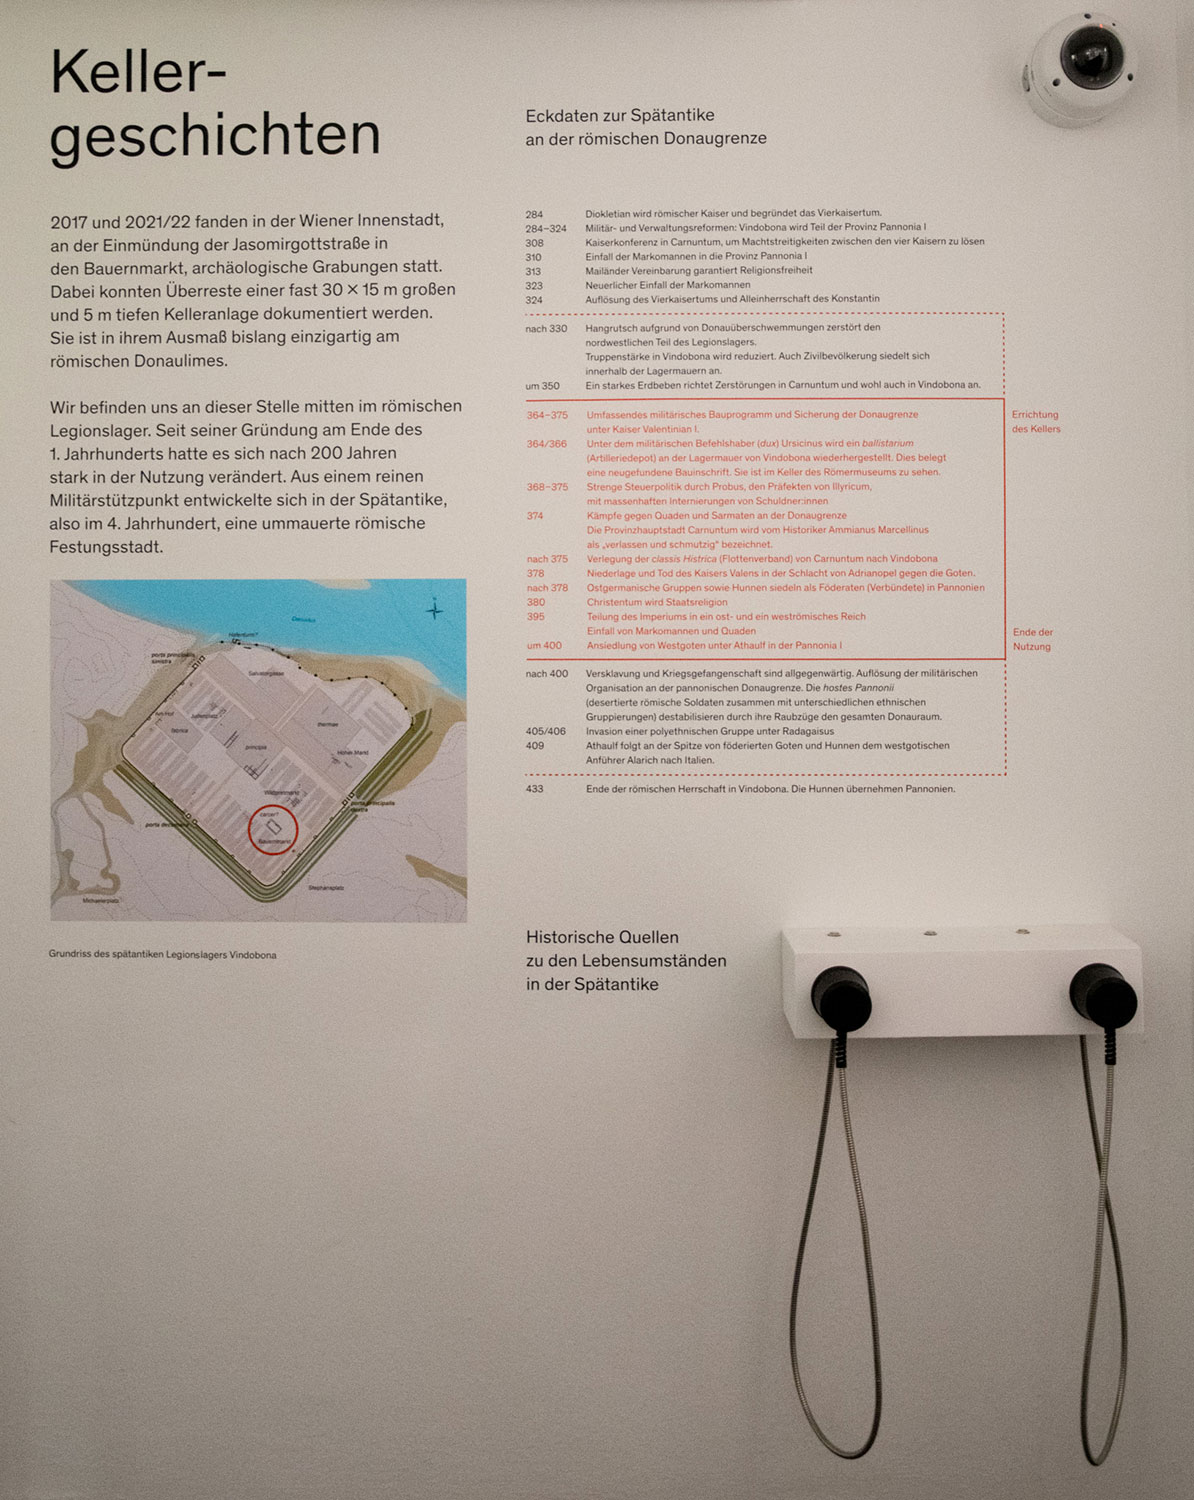 Keller-
geschichten
2017 und 2021/22 fanden in der Wiener Innenstadt,
an der Einmündung der Jasomirgottstraße in
den Bauernmarkt, archäologische Grabungen statt.
Dabei konnten Überreste einer fast 30 × 15 m großen
und 5 m tiefen Kelleranlage dokumentiert werden.
Sie ist in ihrem Ausmaß bislang einzigartig am
römischen Donaulimes.
Wir befinden uns an dieser Stelle mitten im römischen
Legionslager. Seit seiner Gründung am Ende des
1. Jahrhunderts hatte es sich nach 200 Jahren
stark in der Nutzung verändert. Aus einem reinen
Militärstützpunkt entwickelte sich in der Spätantike,
also im 4. Jahrhundert, eine ummauerte römische
Festungsstadt.
Danuvius
Hafenturm?
porta principalis
sinistra
Salvatorgasse
Am Hof
Judenplatz
fabrica
thermae
principia
Hoher Markt
Wildpretmarkt
porta principalis
dextra
carcer?
Bauernmarkt
porta decumana
Stephansplatz
Michaelerplatz
Grundriss des spätantiken Legionslagers Vindobona
Eckdaten zur Spätantike
an der römischen Donaugrenze
284 Diokletian wird römischer Kaiser und begründet das Vierkaisertum.
284–324 Militär- und Verwaltungsreformen: Vindobona wird Teil der Provinz Pannonia I
308 Kaiserkonferenz in Carnuntum, um Machtstreitigkeiten zwischen den vier Kaisern zu lösen
310 Einfall der Markomannen in die Provinz Pannonia I
313 Mailänder Vereinbarung garantiert Religionsfreiheit
323 Neuerlicher Einfall der Markomannen
324 Auflösung des Vierkaisertums und Alleinherrschaft des Konstantin
nach 330 Hangrutsch aufgrund von Donauüberschwemmungen zerstört den
nordwestlichen Teil des Legionslagers.
Truppenstärke in Vindobona wird reduziert. Auch Zivilbevölkerung siedelt sich
innerhalb der Lagermauern an.
um 350 Ein starkes Erdbeben richtet Zerstörungen in Carnuntum und wohl auch in Vindobona an.
364–375 Umfassendes militärisches Bauprogramm und Sicherung der Donaugrenze
unter Kaiser Valentinian I.
Errichtung
des Kellers
364/366 Unter dem militärischen Befehlshaber (dux) Ursicinus wird ein ballistarium
(Artilleriedepot) an der Lagermauer von Vindobona wiederhergestellt. Dies belegt
eine neugefundene Bauinschrift. Sie ist im Keller des Römermuseums zu sehen.
368–375 Strenge Steuerpolitik durch Probus, den Präfekten von Illyricum,
mit massenhaften Internierungen von Schuldner:innen
374 Kämpfe gegen Quaden und Sarmaten an der Donaugrenze
Die Provinzhauptstadt Carnuntum wird vom Historiker Ammianus Marcellinus
als „verlassen und schmutzig“ bezeichnet.
nach 375 Verlegung der classis Histrica (Flottenverband) von Carnuntum nach Vindobona
378 Niederlage und Tod des Kaisers Valens in der Schlacht von Adrianopel gegen die Goten.
nach 378 Ostgermanische Gruppen sowie Hunnen siedeln als Föderaten (Verbündete) in Pannonien
380 Christentum wird Staatsreligion
395 Teilung des Imperiums in ein ost- und ein weströmisches Reich
Einfall von Markomannen und Quaden
um 400 Ansiedlung von Westgoten unter Athaulf in der Pannonia I
Ende der
Nutzung
nach 400 Versklavung und Kriegsgefangenschaft sind allgegenwärtig. Auflösung der militärischen
Organisation an der pannonischen Donaugrenze. Die hostes Pannonii
(desertierte römische Soldaten zusammen mit unterschiedlichen ethnischen
Gruppierungen) destabilisieren durch ihre Raubzüge den gesamten Donauraum.
405/406 Invasion einer polyethnischen Gruppe unter Radagaisus
409 Athaulf folgt an der Spitze von föderierten Goten und Hunnen dem westgotischen
Anführer Alarich nach Italien.
433 Ende der römischen Herrschaft in Vindobona. Die Hunnen übernehmen Pannonien.
Historische Quellen
zu den Lebensumständen
in der Spätantike